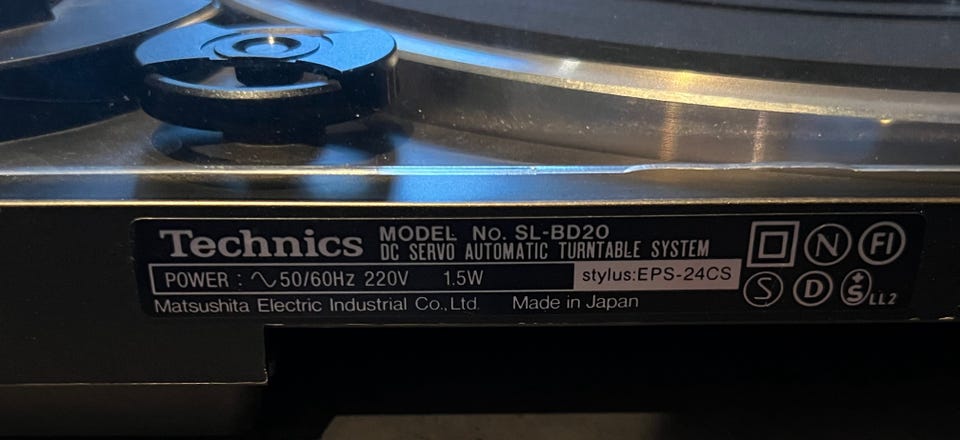 Technics MODEL No. SL-BD20
DC SERVO AUTOMATIC TURNTABLE SYSTEM
POWER : ∿ 50/60Hz 220V 1.5W stylus:EPS-24CS
Matsushita Electric Industrial Co., Ltd. Made in Japan
N FI
S D S LL2